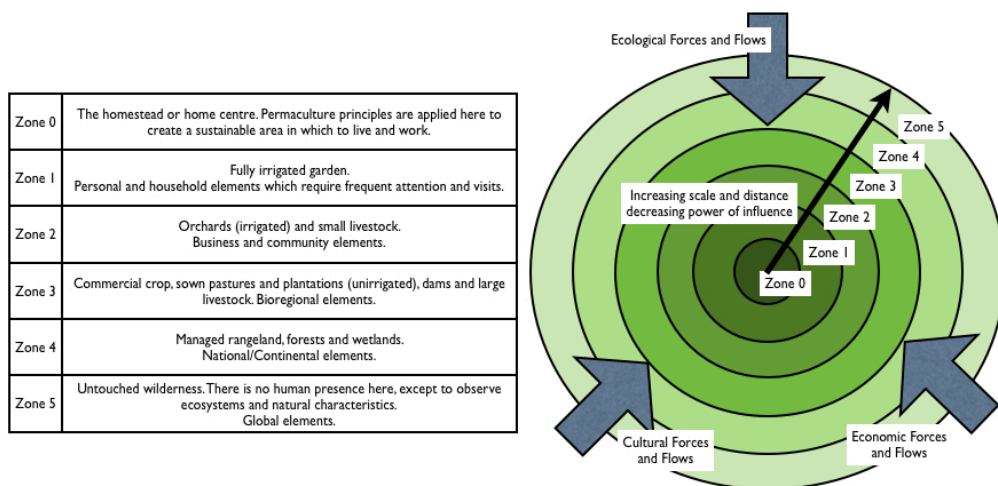 Zone 0
The homestead or home centre. Permaculture principles are applied here to
create a sustainable area in which to live and work.
Zone 1
Fully irrigated garden.
Personal and household elements which require frequent attention and visits.
Zone 2
Orchards (irrigated) and small livestock.
Business and community elements.
Zone 3
Commercial crop, sown pastures and plantations (unirrigated), dams and large
livestock. Bioregional elements.
Zone 4
Managed rangeland, forests and wetlands.
National/Continental elements.
Zone 5
Untouched wilderness. There is no human presence here, except to observe
ecosystems and natural characteristics.
Global elements.
Ecological Forces and Flows
Zone 5
Zone 4
Zone 3
Increasing scale and distance
decreasing power of influence
Zone 2
Zone 1
Zone 0
Cultural Forces
and Flows
Economic Forces
and Flows